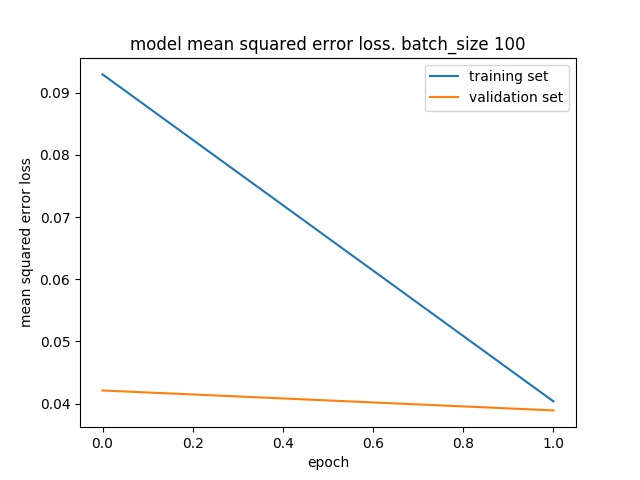 model mean squared error loss. batch_size 100
training set
validation set
mean squared error loss
0.09
0.08
0.07
0.06
0.05
0.04
0.0 0.2 0.4 0.6 0.8 1.0
epoch